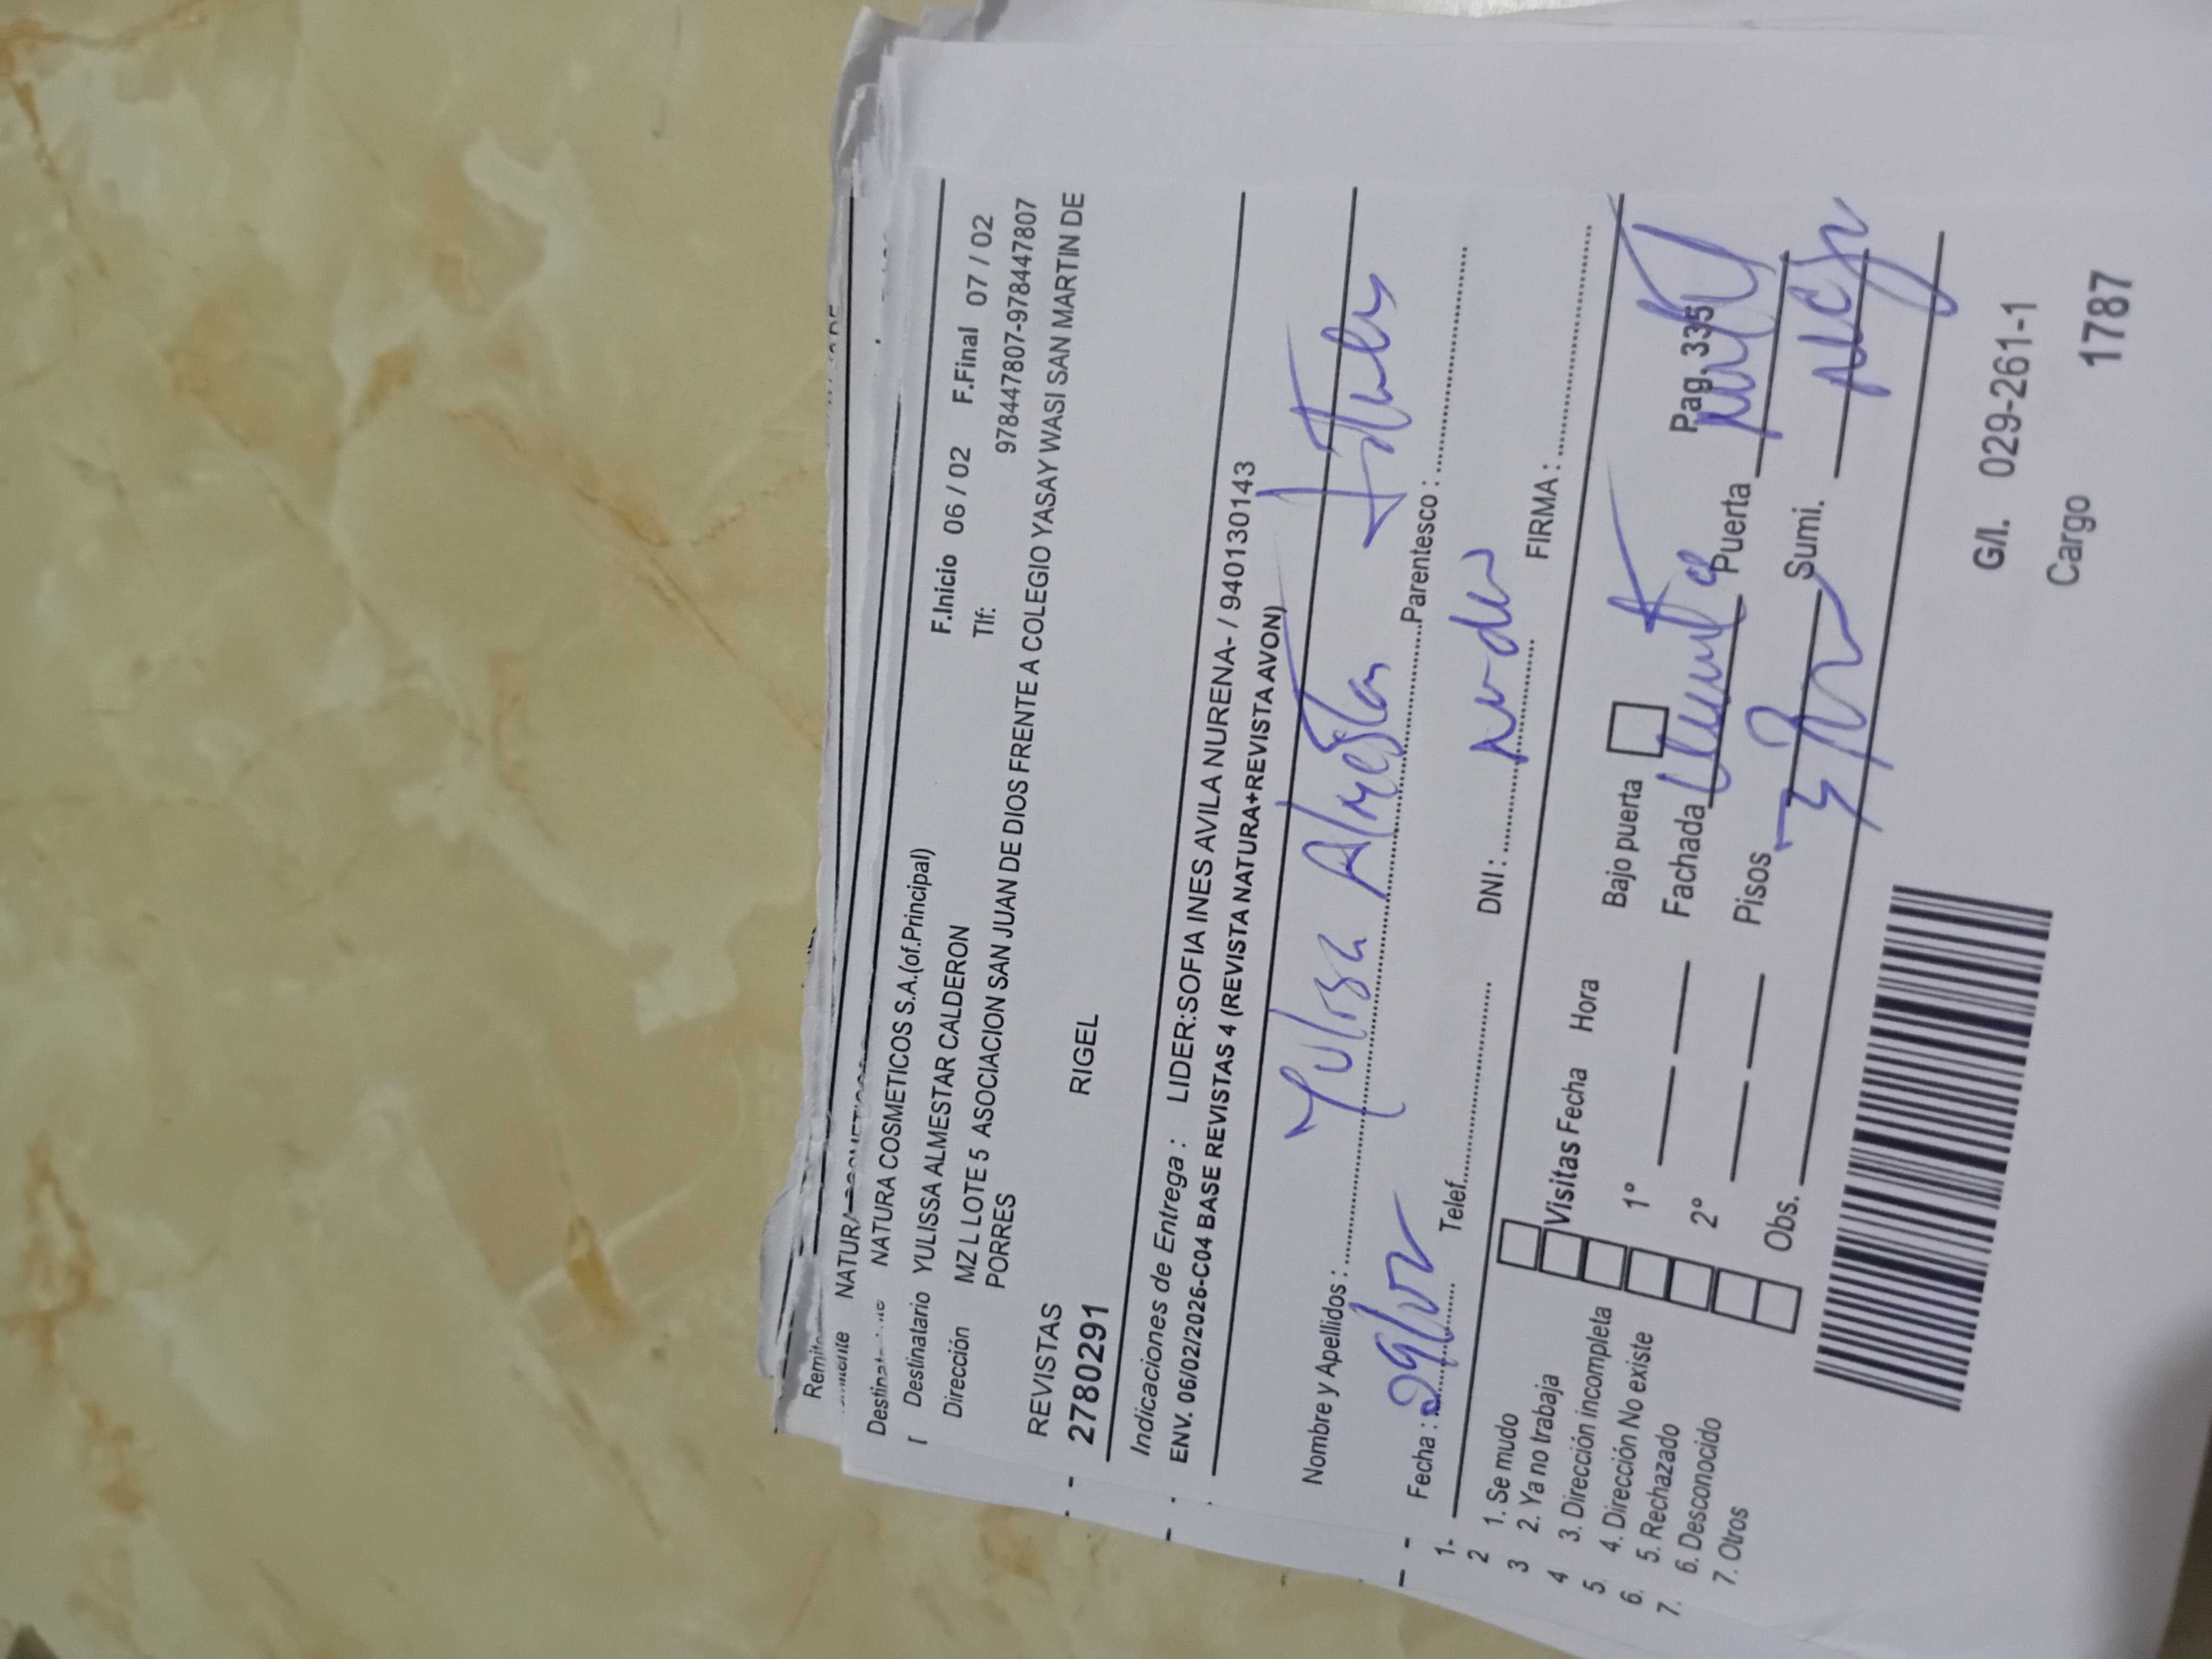 Remite
NATURA
NATURA COSMETICOS S.A.(of.Principal)
Destinatario YULISSA ALMESTAR CALDERON
F.Inicio 06 / 02 F.Final 07 / 02
Dirección MZ L LOTE 5 ASOCIACION SAN JUAN DE DIOS FRENTE A COLEGIO YASAY WASI SAN MARTIN DE
PORRES
Tlf: 978447807-978447807
REVISTAS
27802911
RIGEL
Indicaciones de Entrega : LIDER:SOFIA INES AVILA NURENA- / 940130143
ENV. 06/02/2026-C04 BASE REVISTAS 4 (REVISTA NATURA+REVISTA AVON)
Nombre y Apellidos : Yulisa Almestar
Parentesco :
Fecha :
Telef.
DNI :
FIRMA :
1. Se mudo
2. Ya no trabaja
3. Dirección incompleta
4. Dirección No existe
5. Rechazado
6. Desconocido
7. Otros
Visitas Fecha Hora
1°
2°
Obs.
Bajo puerta
Fachada
Pisos
Pag. 335
Puerta
Sumi.
G/I. 029-261-1
Cargo 1787